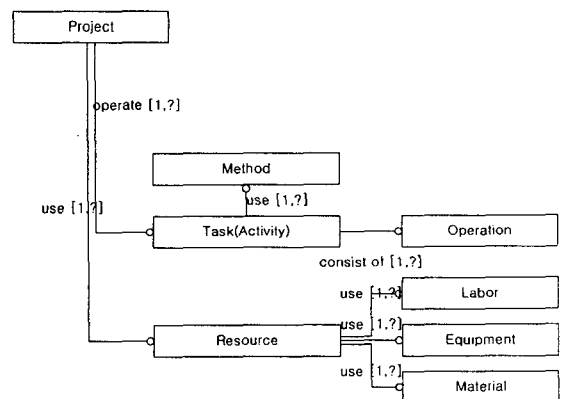 Project
operate [1,?]
Method
use [1,?]
use [1,?]
Task(Activity)
Operation
consist of [1,?]
use [1,?]
Labor
use [1,?]
Resource
Equipment
use [1,?]
Material